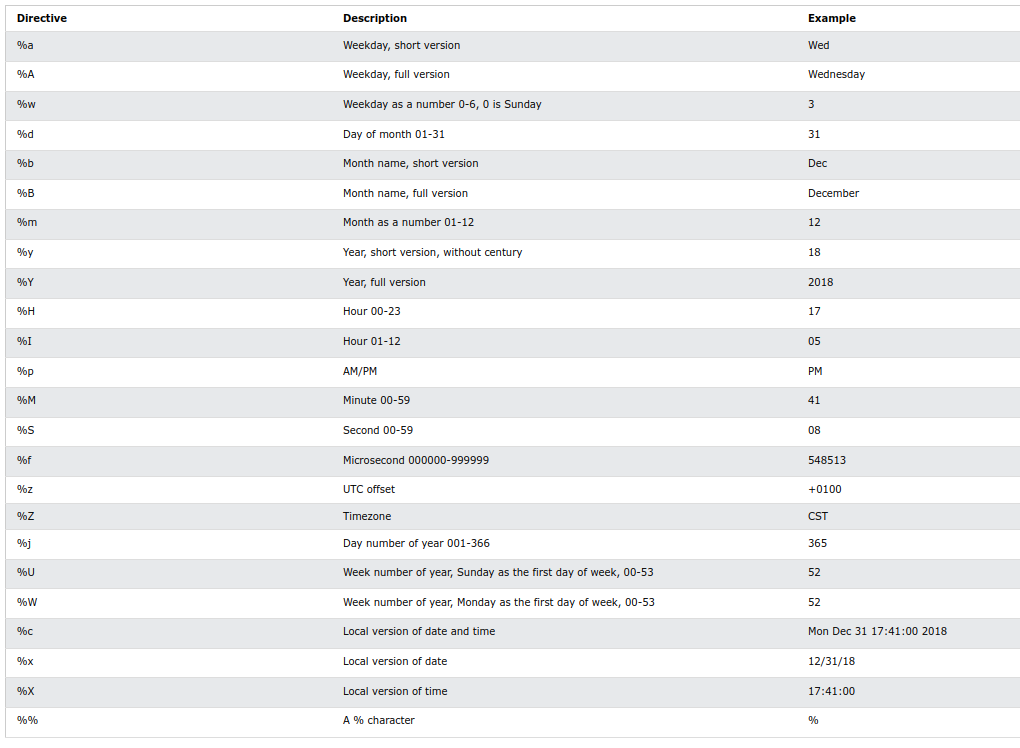 Directive Description Example
%a Weekday, short version Wed
%A Weekday, full version Wednesday
%w Weekday as a number 0-6, 0 is Sunday 3
%d Day of month 01-31 31
%b Month name, short version Dec
%B Month name, full version December
%m Month as a number 01-12 12
%y Year, short version, without century 18
%Y Year, full version 2018
%H Hour 00-23 17
%I Hour 01-12 05
%p AM/PM PM
%M Minute 00-59 41
%S Second 00-59 08
%f Microsecond 000000-999999 548513
%z UTC offset +0100
%Z Timezone CST
%j Day number of year 001-366 365
%U Week number of year, Sunday as the first day of week, 00-53 52
%W Week number of year, Monday as the first day of week, 00-53 52
%c Local version of date and time Mon Dec 31 17:41:00 2018
%x Local version of date 12/31/18
%X Local version of time 17:41:00
%% A % character %